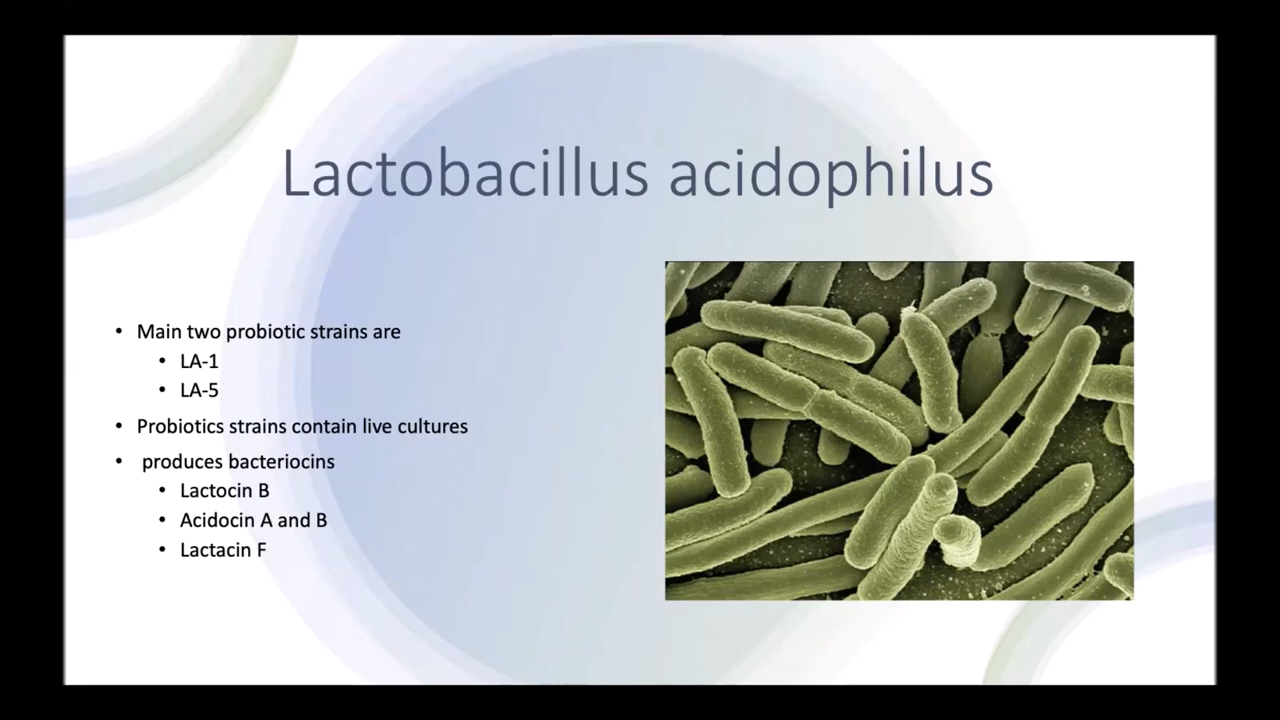 Lactobacillus acidophilus
• Main two probiotic strains are
• LA-1
• LA-5
• Probiotics strains contain live cultures
• produces bacteriocins
• Lactocin B
• Acidocin A and B
• Lactacin F